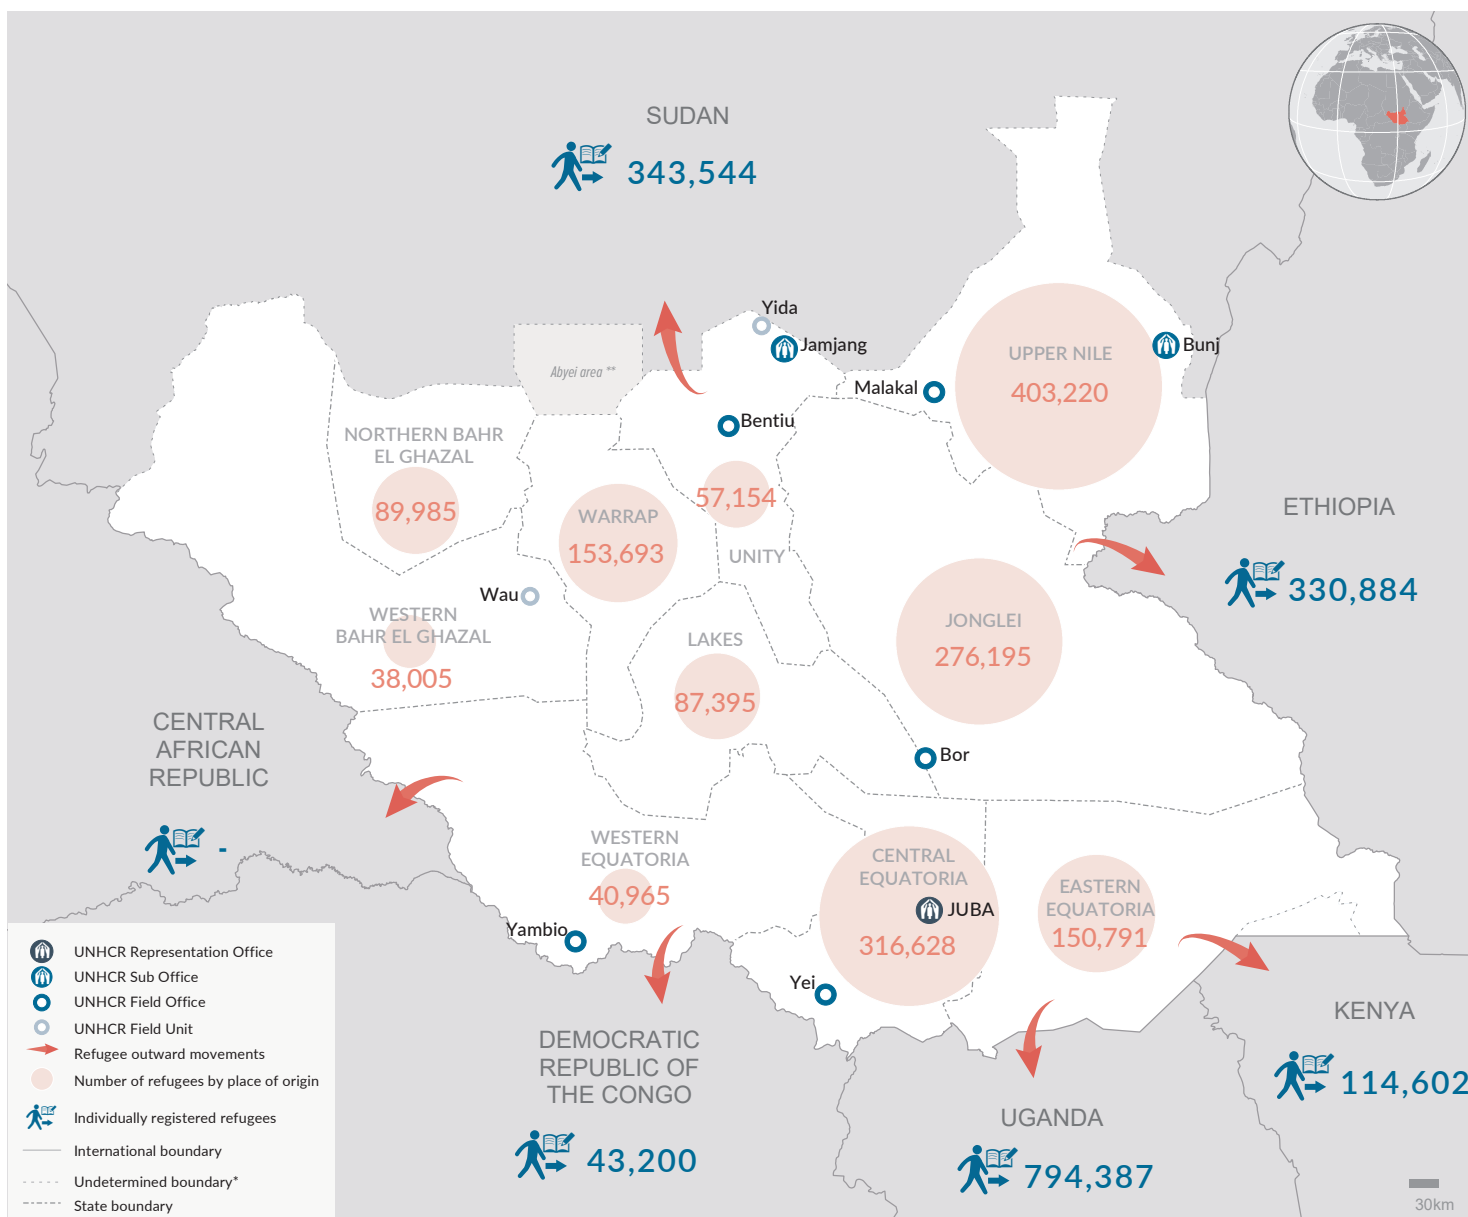 SUDAN
343,544
Yida
Jamjang
Abyei area **
Bentiu
Malakal
UPPER NILE
403,220
Bunj
NORTHERN BAHR
EL GHAZAL
89,985
WARRAP
153,693
57,154
UNITY
ETHIOPIA
330,884
Wau
WESTERN
BAHR EL GHAZAL
38,005
LAKES
87,395
JONGLEI
276,195
CENTRAL
AFRICAN
REPUBLIC
-
Bor
WESTERN
EQUATORIA
40,965
Yambio
CENTRAL
EQUATORIA
JUBA
316,628
EASTERN
EQUATORIA
150,791
Yei
DEMOCRATIC
REPUBLIC OF
THE CONGO
43,200
UGANDA
794,387
KENYA
114,602
UNHCR Representation Office
UNHCR Sub Office
UNHCR Field Office
UNHCR Field Unit
Refugee outward movements
Number of refugees by place of origin
Individually registered refugees
International boundary
Undetermined boundary*
State boundary
30km